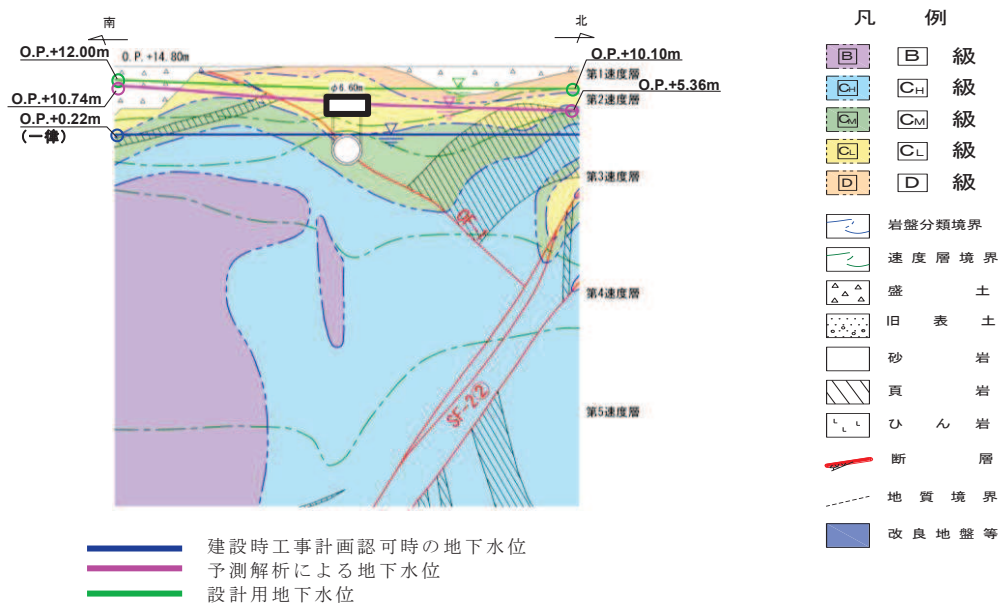 南
北
O.P.+12.00m
O.P.+14.80m
O.P.+10.10m
第1速度層
O.P.+5.36m
φ6.60m
O.P.+10.74m
第2速度層
O.P.+0.22m
(一律)
第3速度層
OF-1
第4速度層
SF-2②
第5速度層
建設時工事計画認可時の地下水位
予測解析による地下水位
設計用地下水位
凡 例
B B 級
CH CH 級
CM CM 級
CL CL 級
D D 級
岩盤分類境界
速度層境界
盛土
旧表土
砂岩
頁岩
ひん岩
断層
地質境界
改良地盤等